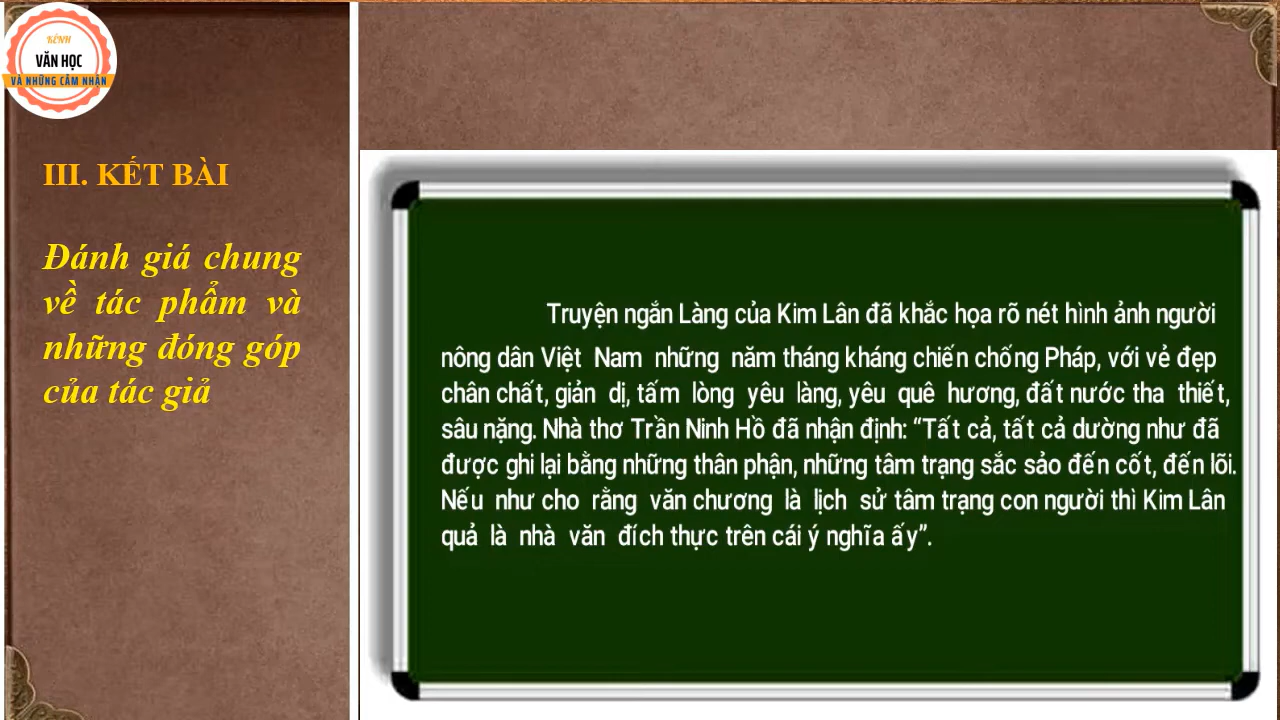 KÊNH
VĂN HỌC
VÀ NHỮNG CẢM NHẬN
III. KẾT BÀI
Đánh giá chung
về tác phẩm và
những đóng góp
của tác giả
Truyện ngắn Làng của Kim Lân đã khắc họa rõ nét hình ảnh người
nông dân Việt Nam những năm tháng kháng chiến chống Pháp, với vẻ đẹp
chân chất, giản dị, tấm lòng yêu làng, yêu quê hương, đất nước tha thiết,
sâu nặng. Nhà thơ Trần Ninh Hồ đã nhận định: “Tất cả, tất cả dường như đã
được ghi lại bằng những thân phận, những tâm trạng sắc sảo đến cốt, đến lõi.
Nếu như cho rằng văn chương là lịch sử tâm trạng con người thì Kim Lân
quả là nhà văn đích thực trên cái ý nghĩa ấy”.